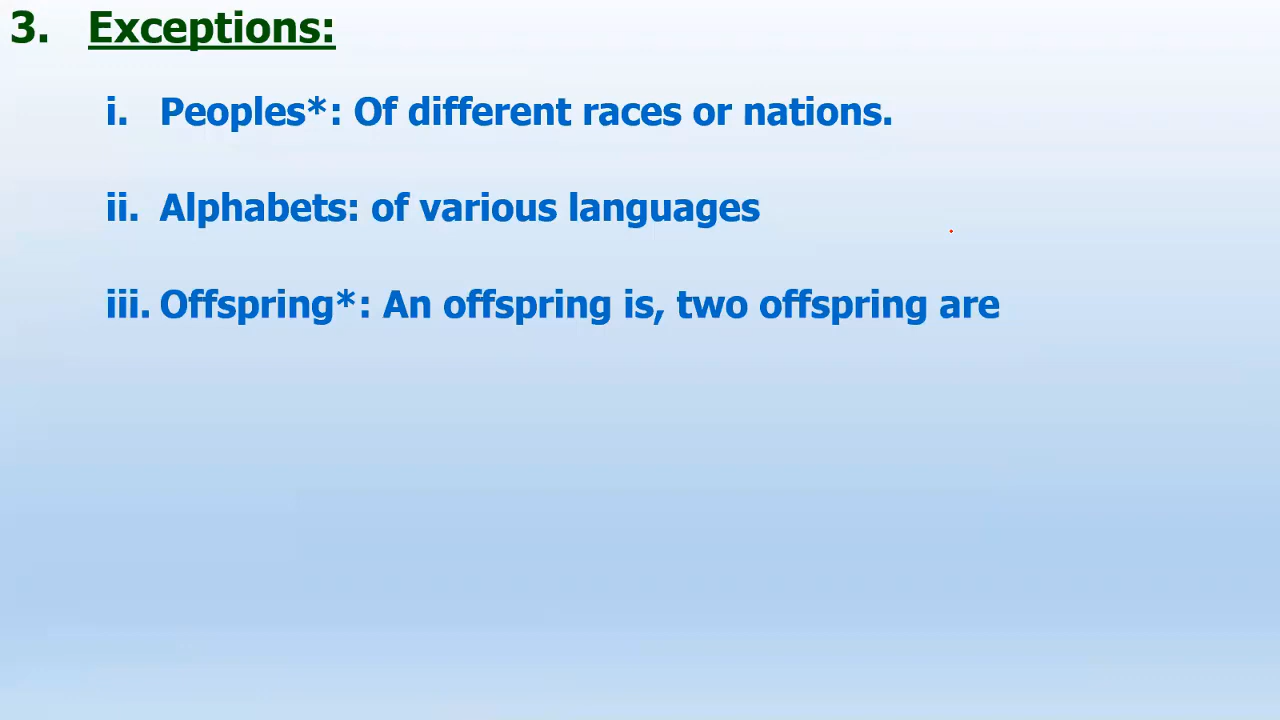 3. Exceptions:
i. Peoples*: Of different races or nations.
ii. Alphabets: of various languages
iii. Offspring*: An offspring is, two offspring are